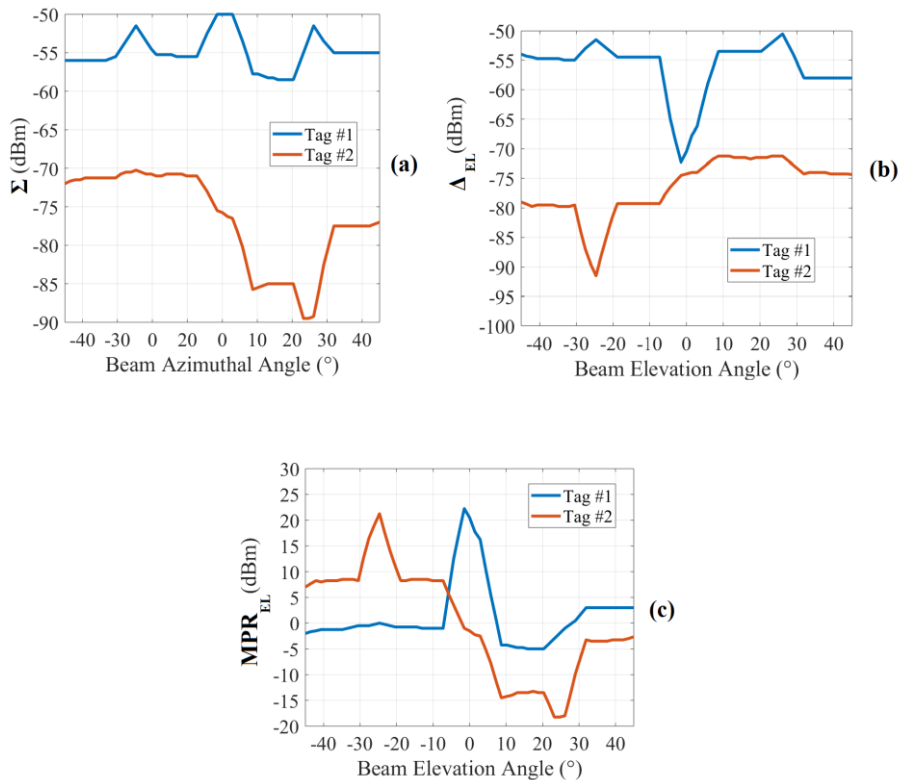 -50
-55
-60
-65
-70
-75
-80
-85
-90
Σ (dBm)
Tag #1
Tag #2
-40 -30 -20 0 0 10 20 30 40
Beam Azimuthal Angle (°)
(a)
-50
-55
-60
-65
-70
-75
-80
-85
-90
-95
-100
Δ EL (dBm)
Tag #1
Tag #2
-40 -30 -20 -10 0 10 20 30 40
Beam Elevation Angle (°)
(b)
30
25
20
15
10
5
0
-5
-10
-15
-20
MPR EL (dBm)
Tag #1
Tag #2
-40 -30 -20 -10 0 10 20 30 40
Beam Elevation Angle (°)
(c)